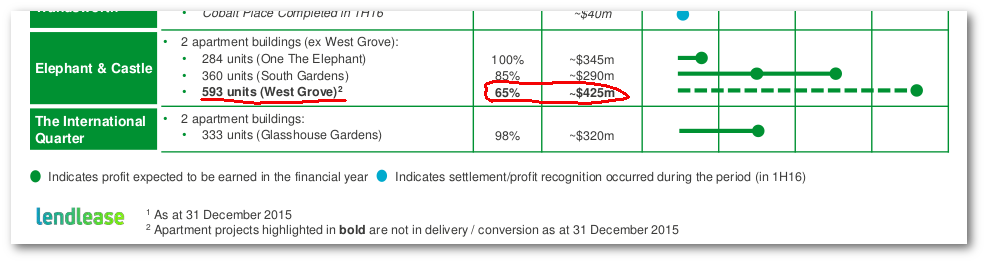 Cobalt Place Completed in 1H16 ~$40m
Elephant & Castle
• 2 apartment buildings (ex West Grove):
• 284 units (One The Elephant) 100% ~$345m
• 360 units (South Gardens) 85% ~$290m
• 593 units (West Grove)² 65% ~$425m
The International Quarter
• 2 apartment buildings:
• 333 units (Glasshouse Gardens) 98% ~$320m
Indicates profit expected to be earned in the financial year Indicates settlement/profit recognition occurred during the period (in 1H16)
lendlease
¹ As at 31 December 2015
² Apartment projects highlighted in bold are not in delivery / conversion as at 31 December 2015